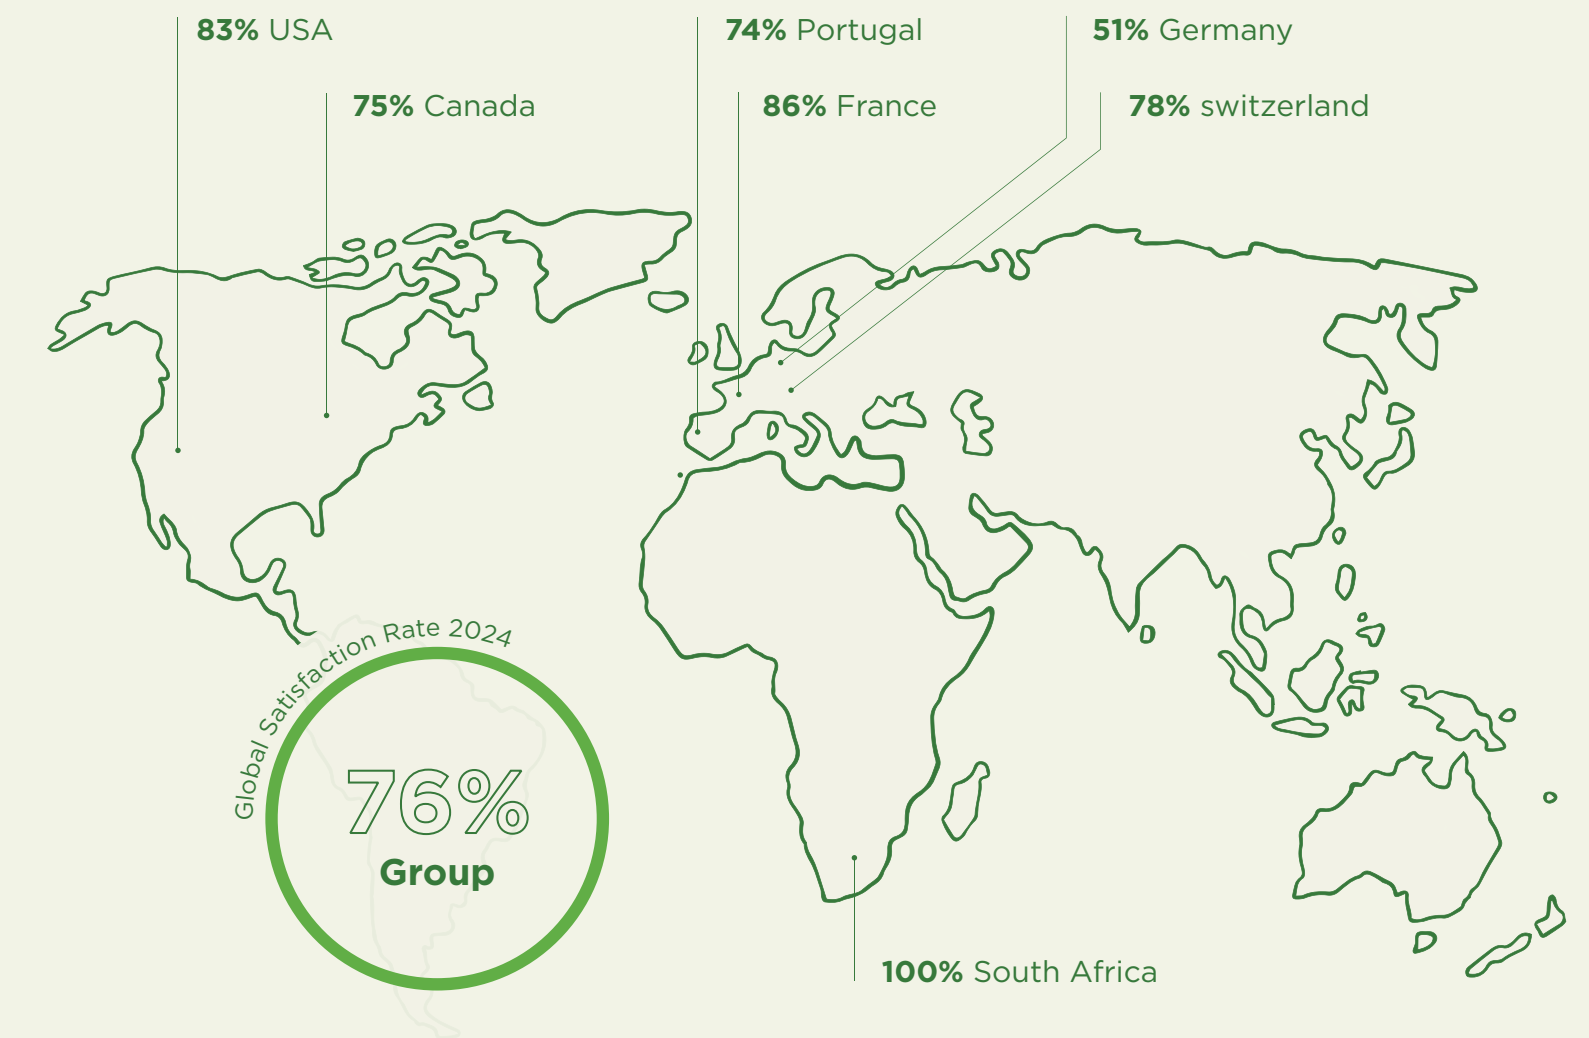 83% USA
74% Portugal
51% Germany
75% Canada
86% France
78% switzerland
Global Satisfaction Rate 2024
76%
Group
100% South Africa